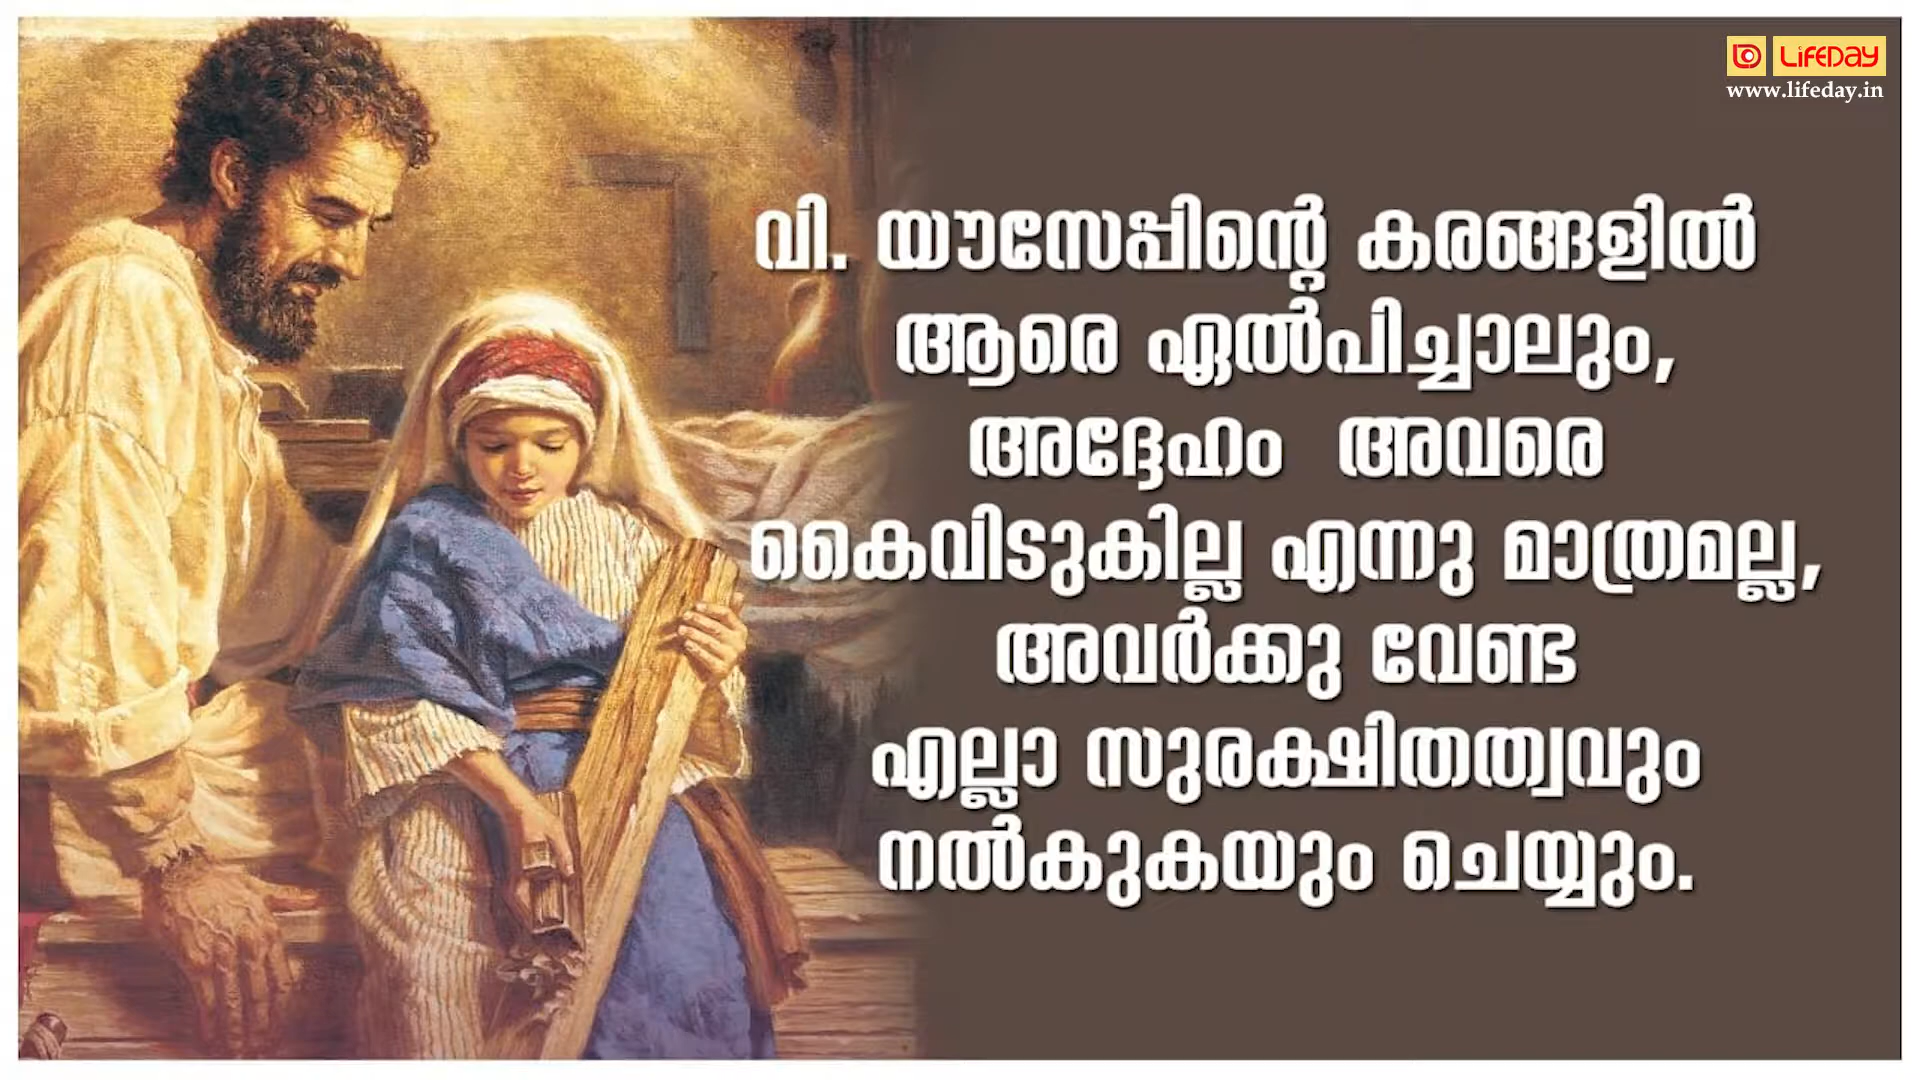 LIFEDAY
www.lifeday.in
വി. യൗസേപ്പിന്റെ കരങ്ങളിൽ
ആരെ ഏൽപിച്ചാലും,
അദ്ദേഹം അവരെ
കൈവിടുകില്ല എന്നു മാത്രമല്ല,
അവർക്കു വേണ്ട
എല്ലാ സുരക്ഷിതത്വവും
നൽകുകയും ചെയ്യും.